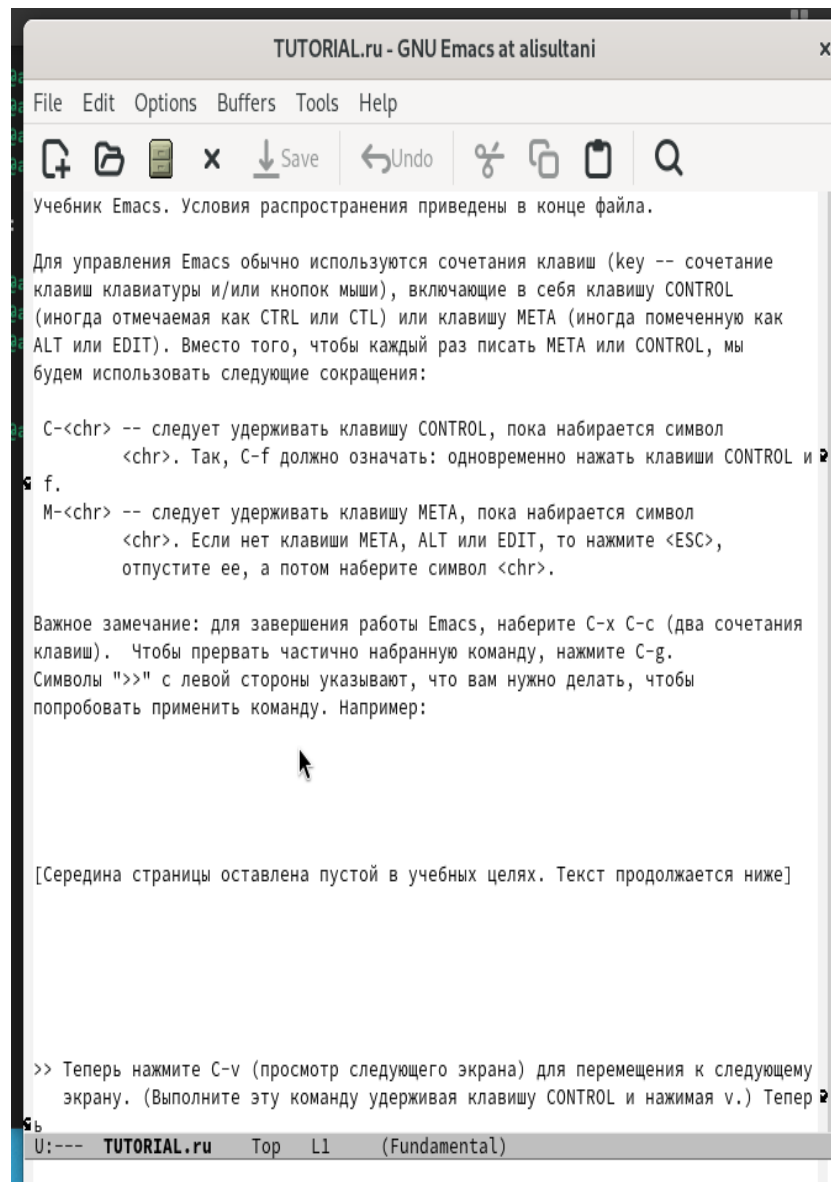 TUTORIAL.ru - GNU Emacs at alisultani
File Edit Options Buffers Tools Help
Save Undo
Учебник Emacs. Условия распространения приведены в конце файла.
Для управления Emacs обычно используются сочетания клавиш (key -- сочетание
клавиш клавиатуры и/или кнопок мыши), включающие в себя клавишу CONTROL
(иногда отмечаемая как CTRL или CTL) или клавишу META (иногда помеченную как
ALT или EDIT). Вместо того, чтобы каждый раз писать META или CONTROL, мы
будем использовать следующие сокращения:
C-<chr> -- следует удерживать клавишу CONTROL, пока набирается символ
<chr>. Так, C-f должно означать: одновременно нажать клавиши CONTROL и
f.
M-<chr> -- следует удерживать клавишу META, пока набирается символ
<chr>. Если нет клавиши META, ALT или EDIT, то нажмите <ESC>,
отпустите ее, а потом наберите символ <chr>.
Важное замечание: для завершения работы Emacs, наберите C-x C-c (два сочетания
клавиш).  Чтобы прервать частично набранную команду, нажмите C-g.
Символы ">>" с левой стороны указывают, что вам нужно делать, чтобы
попробовать применить команду. Например:
[Середина страницы оставлена пустой в учебных целях. Текст продолжается ниже]
>> Теперь нажмите C-v (просмотр следующего экрана) для перемещения к следующему
экрану. (Выполните эту команду удерживая клавишу CONTROL и нажимая v.) Тепер
ь
U:--- TUTORIAL.ru Top L1 (Fundamental)